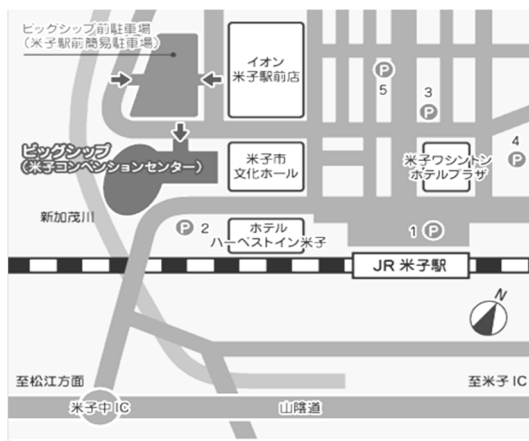 ビッグシップ前駐車場
(米子駅前簡易駐車場)
イオン
米子駅前店
P
5
3
P
4
P
ビッグシップ
(米子コンベンションセンター)
米子市
文化ホール
米子ワシントン
ホテルプラザ
新加茂川
P 2
ホテル
ハーベストイン米子
1 P
JR 米子駅
N
至松江方面
至米子 IC
米子中 IC
山陰道